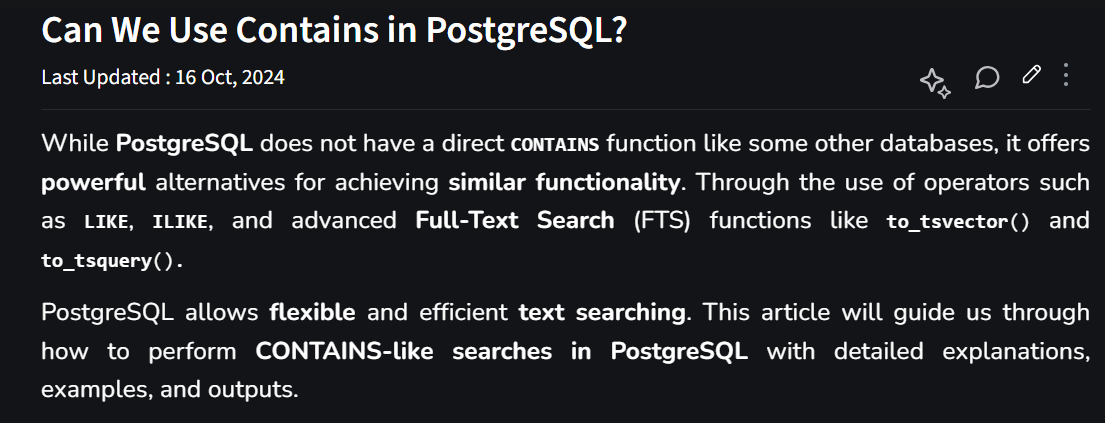 Can We Use Contains in PostgreSQL?
Last Updated : 16 Oct, 2024
While PostgreSQL does not have a direct CONTAINS function like some other databases, it offers
powerful alternatives for achieving similar functionality. Through the use of operators such
as LIKE, ILIKE, and advanced Full-Text Search (FTS) functions like to_tsvector() and
to_tsquery().
PostgreSQL allows flexible and efficient text searching. This article will guide us through
how to perform CONTAINS-like searches in PostgreSQL with detailed explanations,
examples, and outputs.